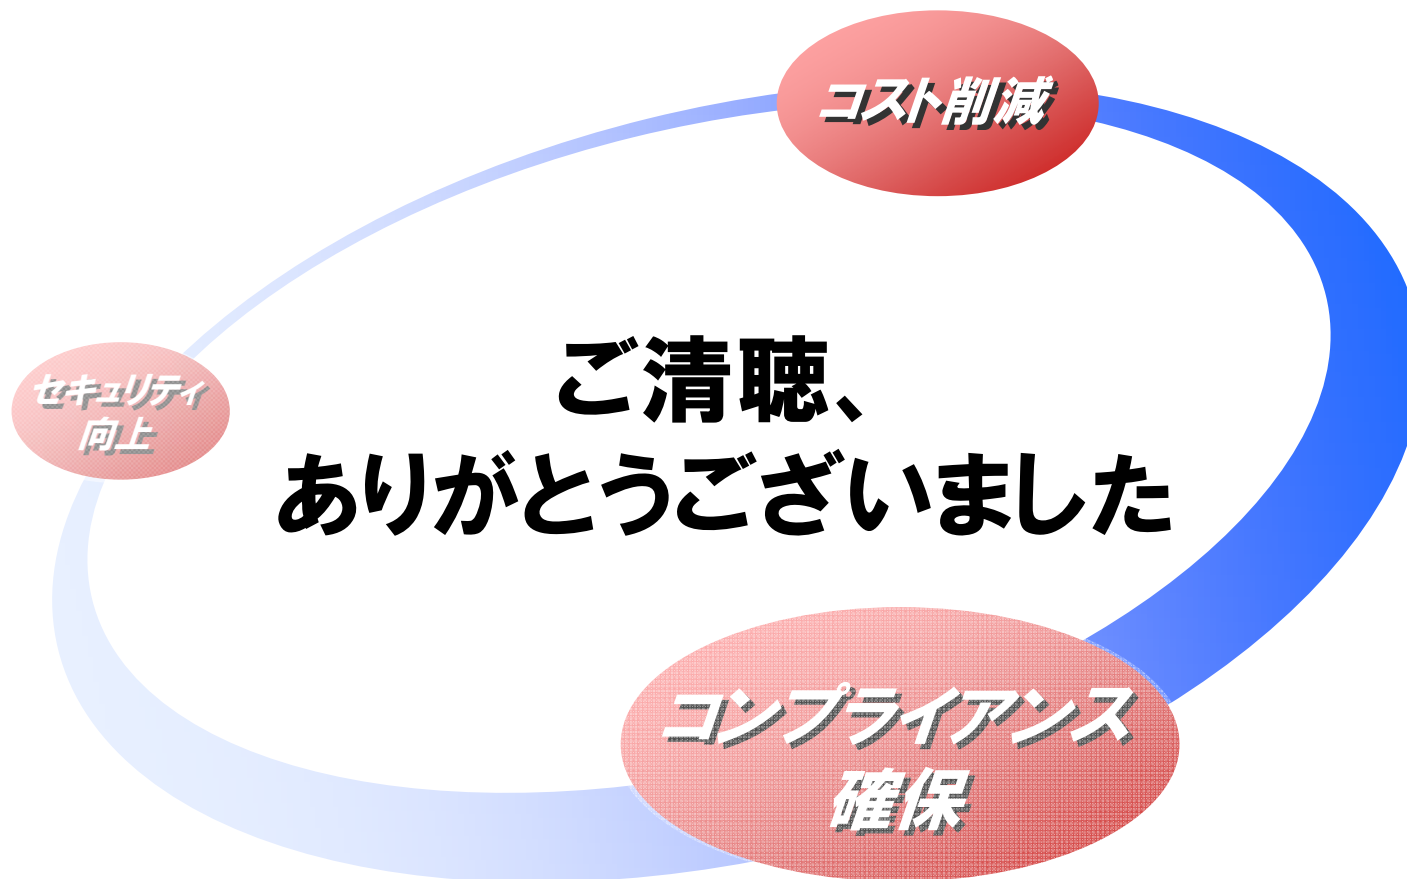 コスト削減
セキュリティ
向上
ご清聴、
ありがとうございました
コンプライアンス
確保